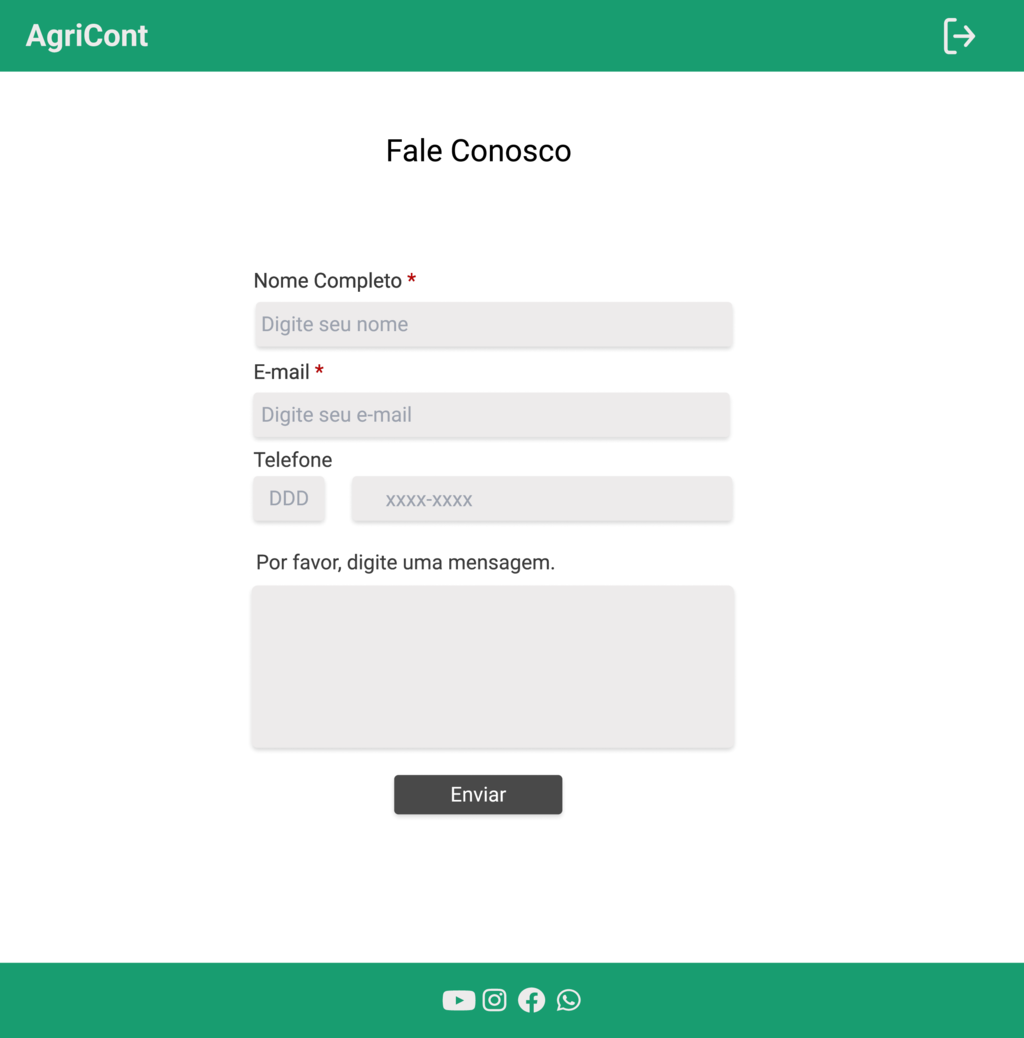 AgriCont
Fale Conosco
Nome Completo *
Digite seu nome
E-mail *
Digite seu e-mail
Telefone
DDD xxxx-xxxx
Por favor, digite uma mensagem.
Enviar